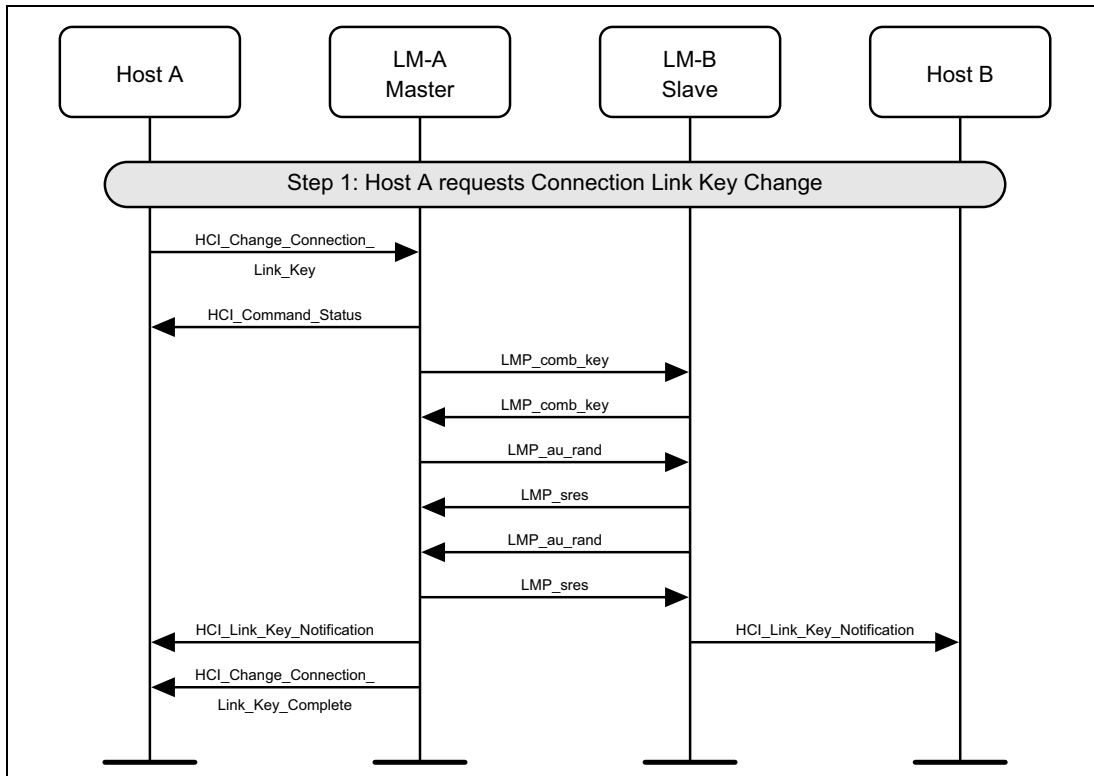 Host A
LM-A
Master
LM-B
Slave
Host B
Step 1: Host A requests Connection Link Key Change
HCI_Change_Connection_
Link_Key
HCI_Command_Status
LMP_comb_key
LMP_comb_key
LMP_au_rand
LMP_sres
LMP_au_rand
LMP_sres
HCI_Link_Key_Notification
HCI_Link_Key_Notification
HCI_Change_Connection_
Link_Key_Complete